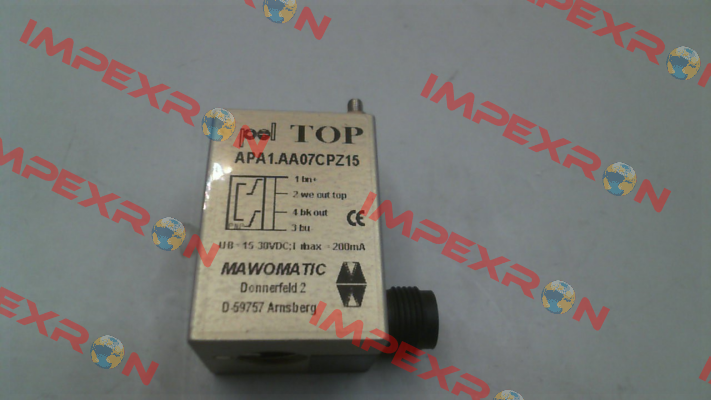 IMPEXRON
IMPEXRON
IMPEXRON
IMPEXRON
IMPEXRON
IMPEXRON
IMPEXRON
pel TOP
APA1.AA07CPZ15
1 bn+
2 we out top
4 bk out
3 bu
CE
UB = 15-30VDC; I max = 200mA
MAWOMATIC
Donnerfeld 2
D-59757 Arnsberg